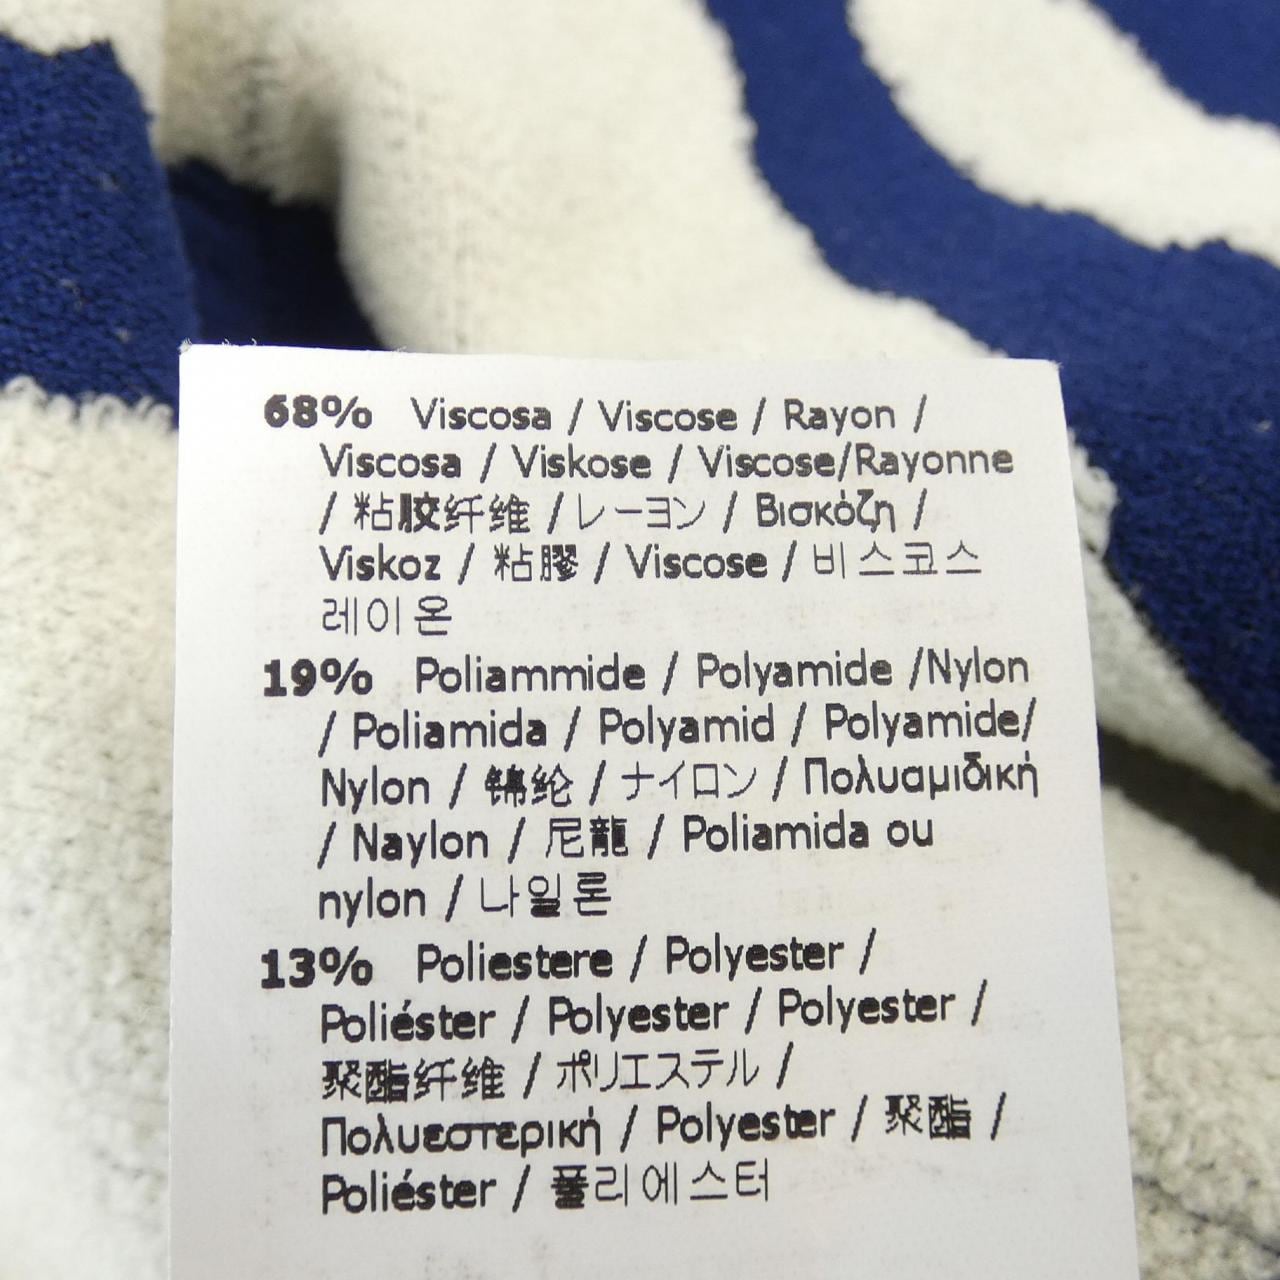 68% Viscosa / Viscose / Rayon /
Viscosa / Viskose / Viscose/Rayonne
/ 粘胶纤维 /レーヨン / Βισκόζη /
Viskoz / 粘膠 / Viscose / 비스코스
레이온
19% Poliammide / Polyamide /Nylon
/ Poliamida / Polyamid / Polyamide/
Nylon / 锦纶 / ナイロン / Πολυαμιδική
/ Naylon / 尼龍 / Poliamida ou
nylon / 나일론
13% Poliestere / Polyester /
Poliéster / Polyester / Polyester /
聚酯纤维 / ポリエステル /
Πολυεστερική / Polyester / 聚酯 /
Poliéster / 폴리에스터